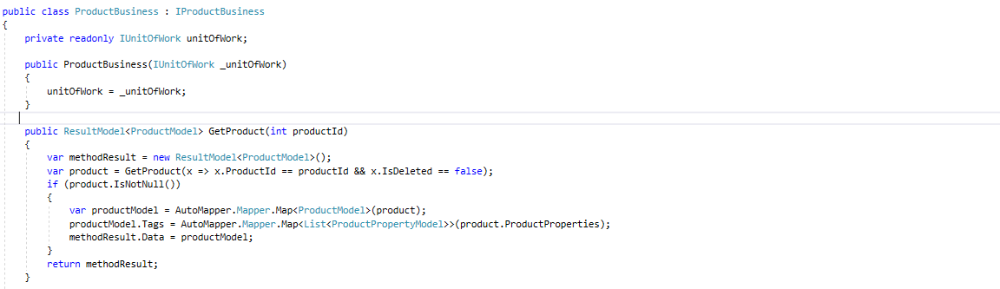 public class ProductBusiness : IProductBusiness
{
    private readonly IUnitOfWork unitOfWork;

    public ProductBusiness(IUnitOfWork _unitOfWork)
    {
        unitOfWork = _unitOfWork;
    }

    public ResultModel<ProductModel> GetProduct(int productId)
    {
        var methodResult = new ResultModel<ProductModel>();
        var product = GetProduct(x => x.ProductId == productId && x.IsDeleted == false);
        if (product.IsNotNull())
        {
            var productModel = AutoMapper.Mapper.Map<ProductModel>(product);
            productModel.Tags = AutoMapper.Mapper.Map<List<ProductPropertyModel>>(product.ProductProperties);
            methodResult.Data = productModel;
        }
        return methodResult;
    }